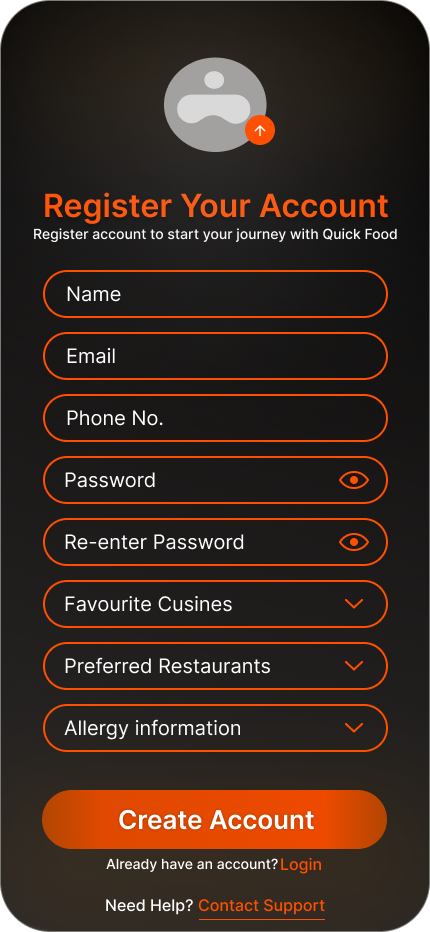 Register Your Account
Register account to start your journey with Quick Food
Name
Email
Phone No.
Password
Re-enter Password
Favourite Cusines
Preferred Restaurants
Allergy information
Create Account
Already have an account? Login
Need Help? Contact Support